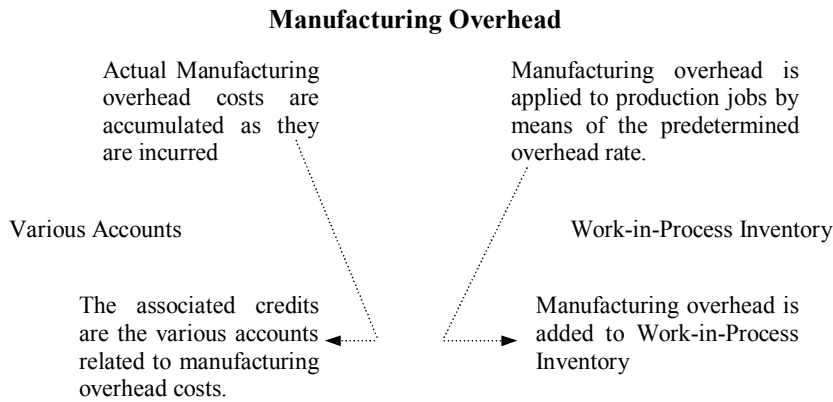 Manufacturing Overhead
Actual Manufacturing
overhead costs are
accumulated as they
are incurred
Manufacturing overhead is
applied to production jobs by
means of the predetermined
overhead rate.
Various Accounts
Work-in-Process Inventory
The associated credits
are the various accounts
related to manufacturing
overhead costs.
Manufacturing overhead is
added to Work-in-Process
Inventory